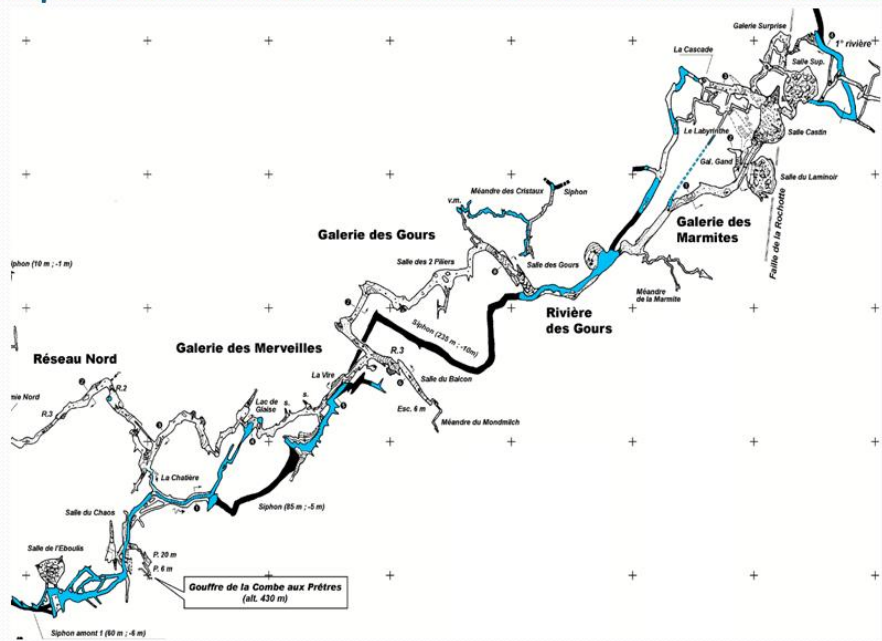 Galerie Surprise
1° rivière
La Cascade
Salle Sup.
Le Labyrinthe
Salle Castin
Gal. Gand
Salle du Laminoir
Méandre des Cristaux
Siphon
v.m.
Galerie des
Marmites
Faille de la Rochotte
Galerie des Gours
Salle des 2 Piliers
Salle des Gours
iphon (10 m ; -1 m)
Méandre
de la Marmite
Rivière
des Gours
Siphon (235 m ; -10m)
Galerie des Merveilles
R.3
Réseau Nord
La Vire
Salle du Balcon
R.2
mie Nord
Lac de
Glaise
s.
s.
Esc. 6 m
R.3
Méandre du Mondmilch
La Chatière
Siphon (85 m ; -5 m)
Salle du Chaos
Salle de l'Eboulis
P. 20 m
P. 6 m
Gouffre de la Combe aux Prêtres
(alt. 430 m)
Siphon amont 1 (60 m ; -6 m)